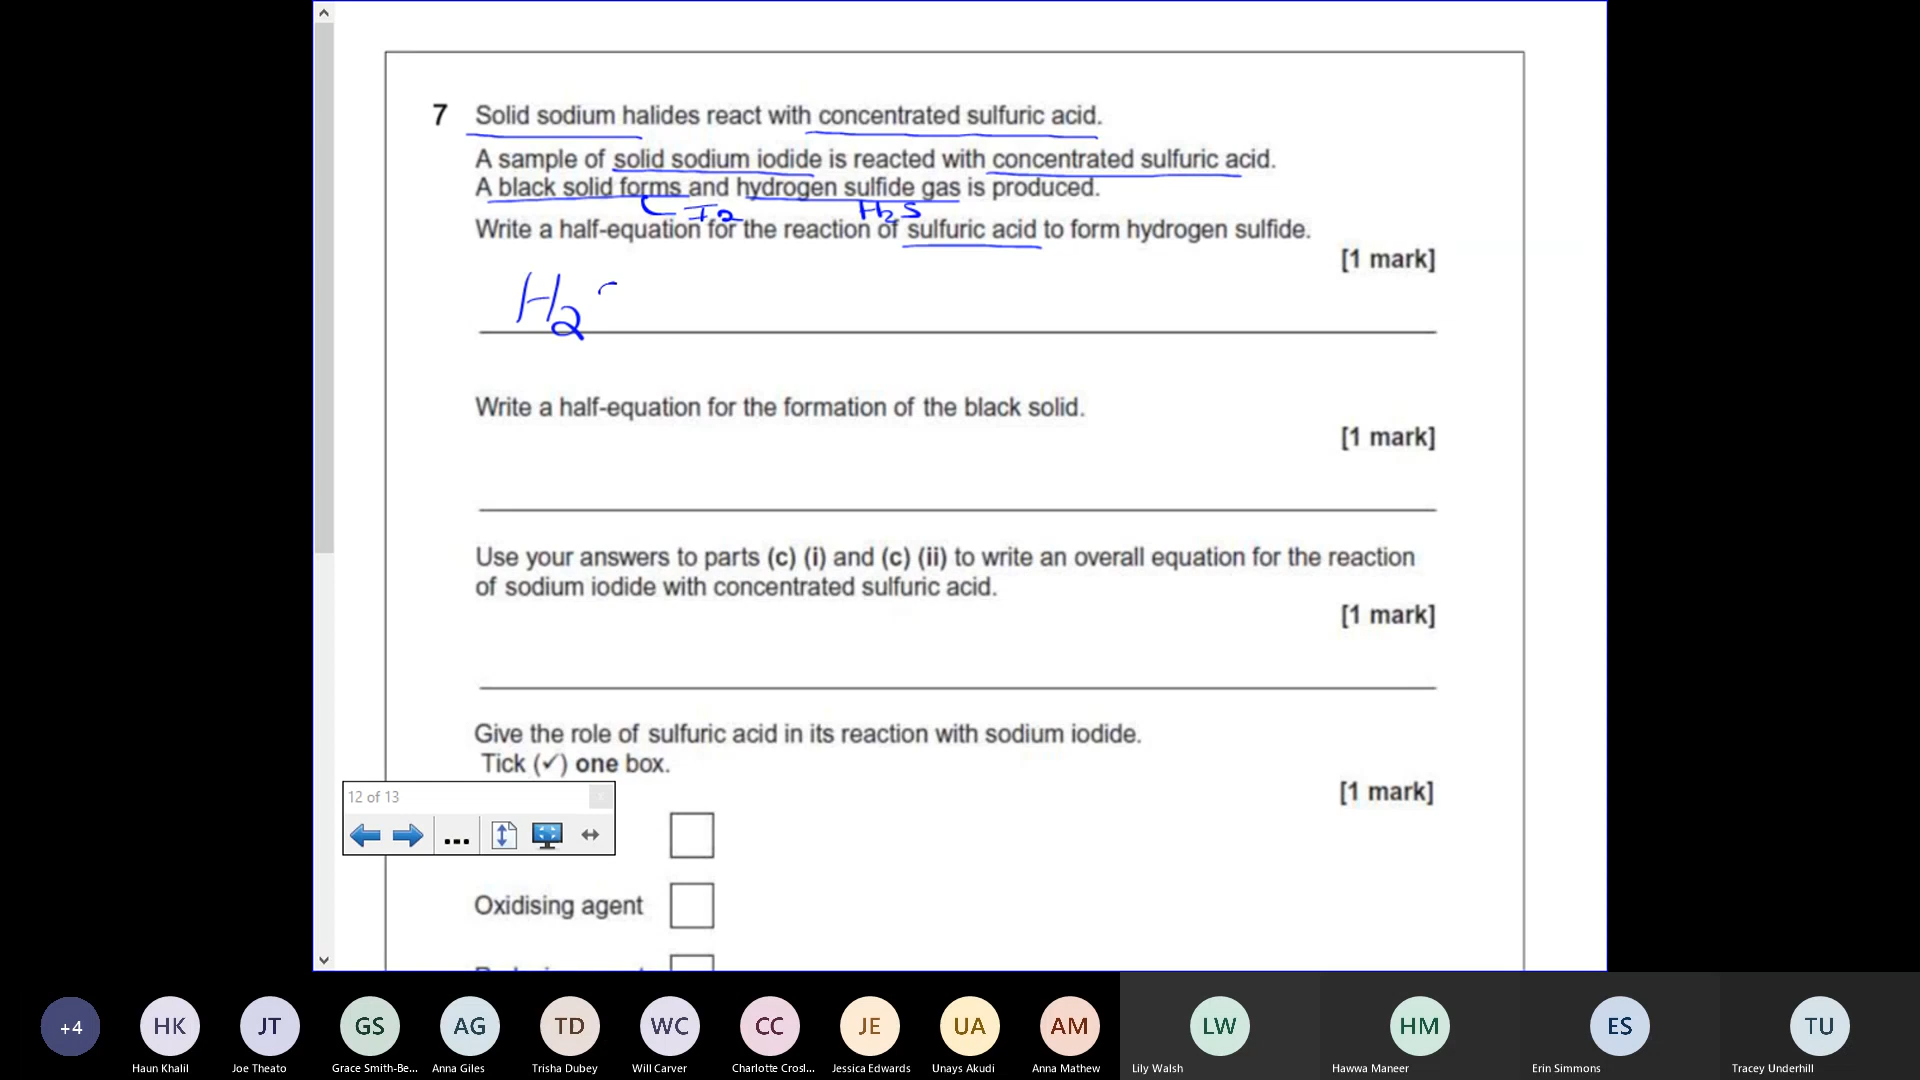 7 Solid sodium halides react with concentrated sulfuric acid.
A sample of solid sodium iodide is reacted with concentrated sulfuric acid.
A black solid forms and hydrogen sulfide gas is produced.
I2 H2S
Write a half-equation for the reaction of sulfuric acid to form hydrogen sulfide.
[1 mark]
H2
Write a half-equation for the formation of the black solid.
[1 mark]
Use your answers to parts (c) (i) and (c) (ii) to write an overall equation for the reaction
of sodium iodide with concentrated sulfuric acid.
[1 mark]
Give the role of sulfuric acid in its reaction with sodium iodide.
Tick (✓) one box.
[1 mark]
12 of 13
...
Oxidising agent
+4 HK JT GS AG TD WC CC JE UA AM LW HM ES TU
Haun Khalil Joe Theato Grace Smith-Be... Anna Giles Trisha Dubey Will Carver Charlotte Crosl... Jessica Edwards Unays Akudi Anna Mathew Lily Walsh Hawwa Maneer Erin Simmons Tracey Underhill